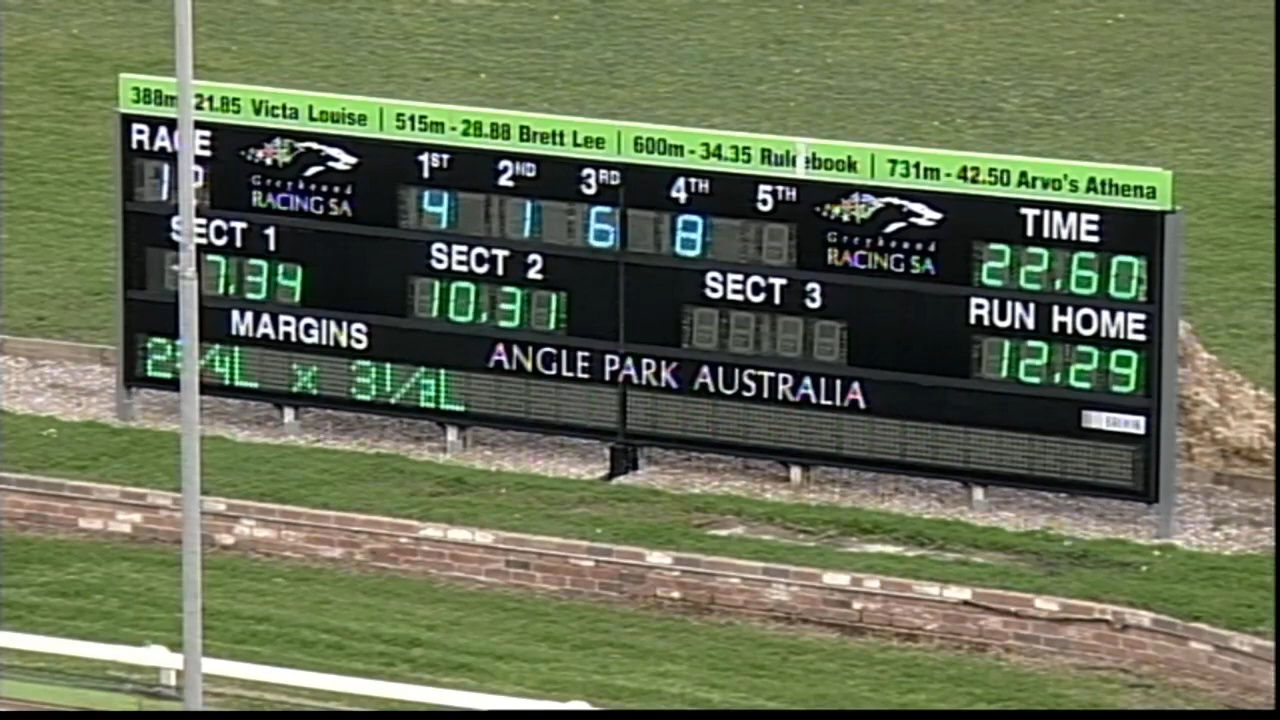 388m 21.85 Victa Louise | 515m - 28.88 Brett Lee | 600m - 34.35 Rulebook | 731m - 42.50 Arvo's Athena
RACE 1ST 2ND 3RD 4TH 5TH TIME
Greyhound RACING SA
4 1 6 8
Greyhound RACING SA
22.60
SECT 1 SECT 2 SECT 3 RUN HOME
7.34 10.31 12.29
MARGINS
ANGLE PARK AUSTRALIA